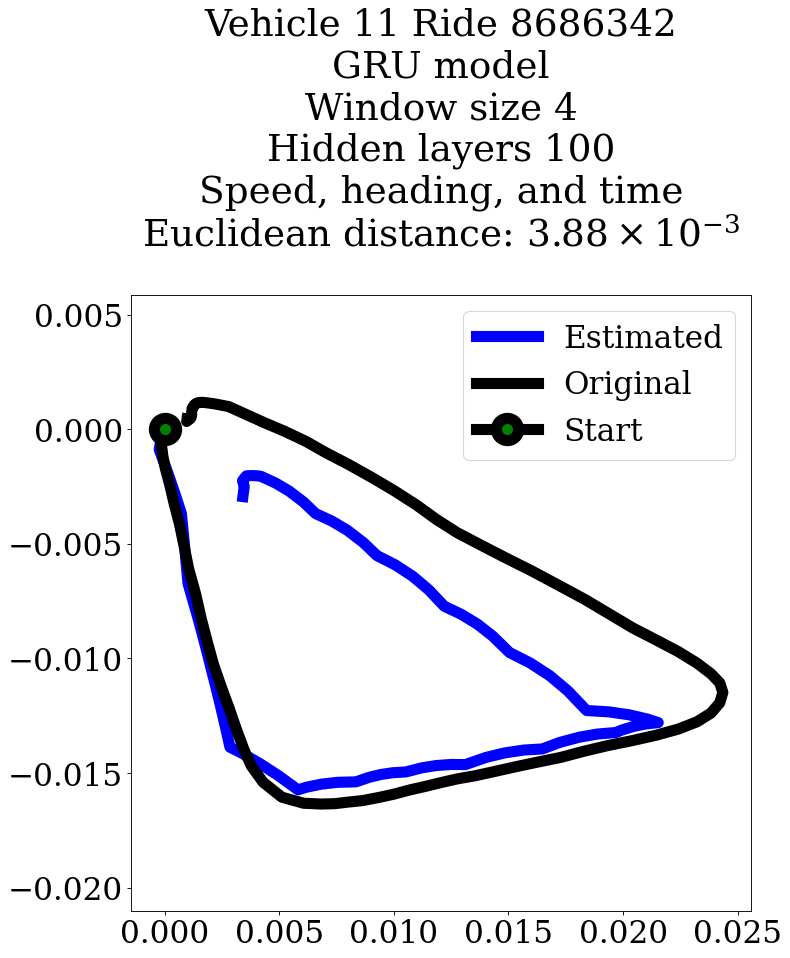 Vehicle 11 Ride 8686342
GRU model
Window size 4
Hidden layers 100
Speed, heading, and time
Euclidean distance: 3.88 × 10⁻³
Estimated
Original
Start
0.005
0.000
−0.005
−0.010
−0.015
−0.020
0.000 0.005 0.010 0.015 0.020 0.025